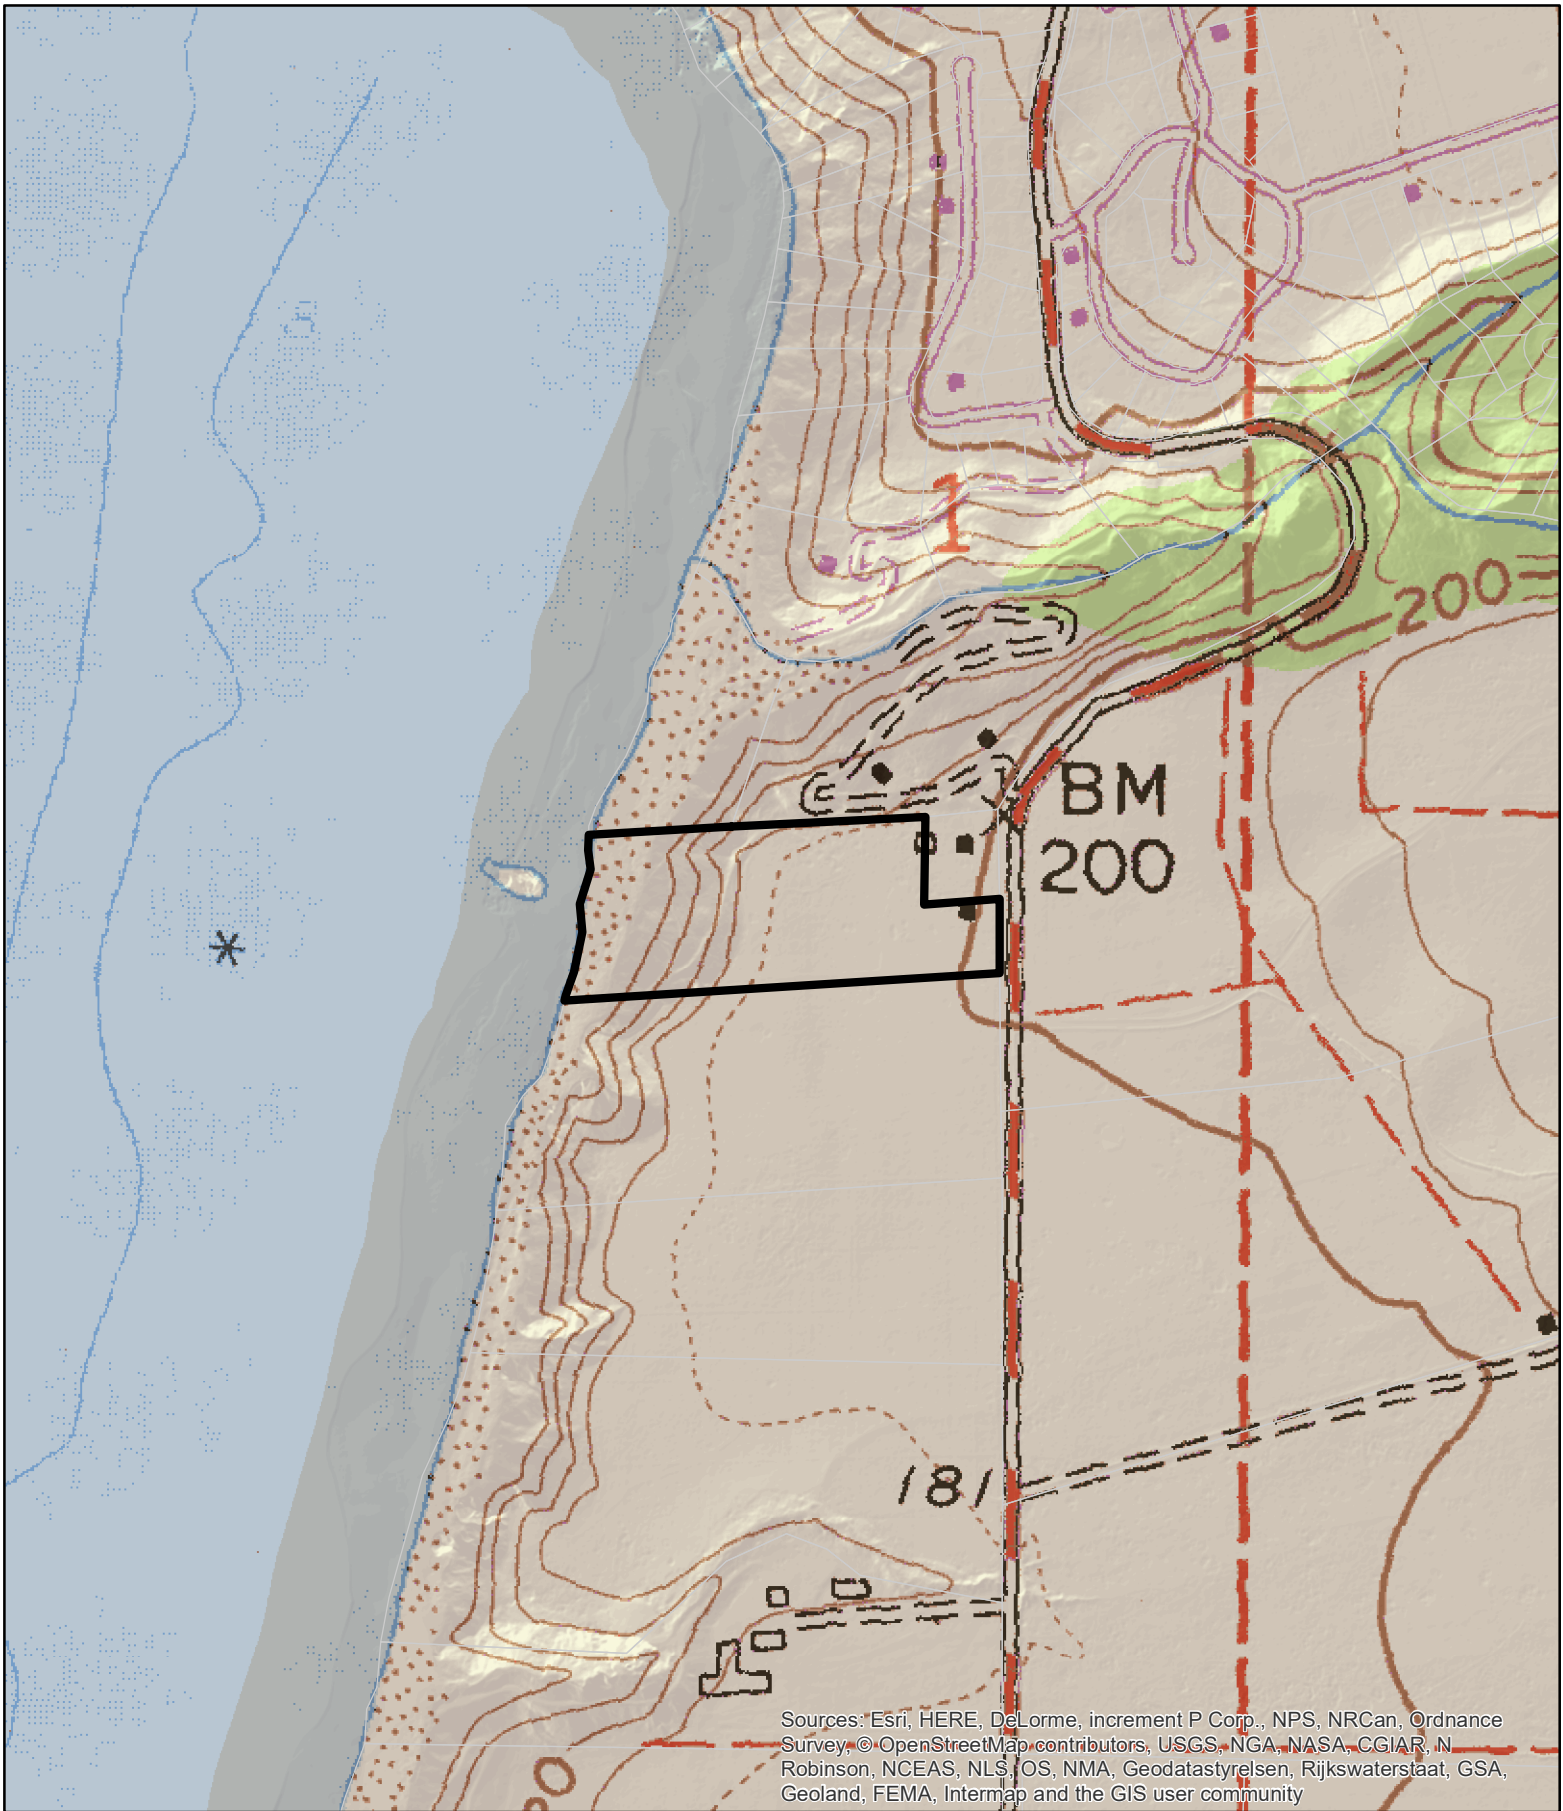 1
200
BM
200
181
Sources: Esri, HERE, DeLorme, increment P Corp., NPS, NRCan, Ordnance
Survey, © OpenStreetMap contributors, USGS, NGA, NASA, CGIAR, N
Robinson, NCEAS, NLS, OS, NMA, Geodatastyrelsen, Rijkswaterstaat, GSA,
Geoland, FEMA, Intermap and the GIS user community